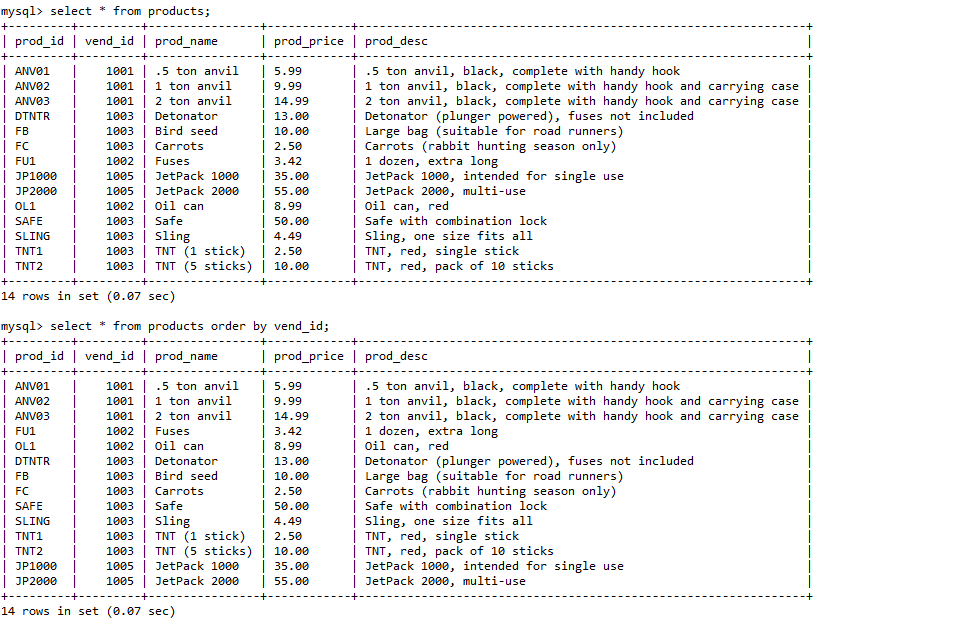 mysql> select * from products;
+---------+---------+----------------+------------+----------------------------------------------------------------+
| prod_id | vend_id | prod_name      | prod_price | prod_desc                                                      |
+---------+---------+----------------+------------+----------------------------------------------------------------+
| ANV01   |    1001 | .5 ton anvil   | 5.99       | .5 ton anvil, black, complete with handy hook                  |
| ANV02   |    1001 | 1 ton anvil    | 9.99       | 1 ton anvil, black, complete with handy hook and carrying case |
| ANV03   |    1001 | 2 ton anvil    | 14.99      | 2 ton anvil, black, complete with handy hook and carrying case |
| DTNTR   |    1003 | Detonator      | 13.00      | Detonator (plunger powered), fuses not included                |
| FB      |    1003 | Bird seed      | 10.00      | Large bag (suitable for road runners)                          |
| FC      |    1003 | Carrots        | 2.50       | Carrots (rabbit hunting season only)                           |
| FU1     |    1002 | Fuses          | 3.42       | 1 dozen, extra long                                            |
| JP1000  |    1005 | JetPack 1000   | 35.00      | JetPack 1000, intended for single use                          |
| JP2000  |    1005 | JetPack 2000   | 55.00      | JetPack 2000, multi-use                                        |
| OL1     |    1002 | Oil can        | 8.99       | Oil can, red                                                   |
| SAFE    |    1003 | Safe           | 50.00      | Safe with combination lock                                     |
| SLING   |    1003 | Sling          | 4.49       | Sling, one size fits all                                       |
| TNT1    |    1003 | TNT (1 stick)  | 2.50       | TNT, red, single stick                                         |
| TNT2    |    1003 | TNT (5 sticks) | 10.00      | TNT, red, pack of 10 sticks                                    |
+---------+---------+----------------+------------+----------------------------------------------------------------+
14 rows in set (0.07 sec)

mysql> select * from products order by vend_id;
+---------+---------+----------------+------------+----------------------------------------------------------------+
| prod_id | vend_id | prod_name      | prod_price | prod_desc                                                      |
+---------+---------+----------------+------------+----------------------------------------------------------------+
| ANV01   |    1001 | .5 ton anvil   | 5.99       | .5 ton anvil, black, complete with handy hook                  |
| ANV02   |    1001 | 1 ton anvil    | 9.99       | 1 ton anvil, black, complete with handy hook and carrying case |
| ANV03   |    1001 | 2 ton anvil    | 14.99      | 2 ton anvil, black, complete with handy hook and carrying case |
| FU1     |    1002 | Fuses          | 3.42       | 1 dozen, extra long                                            |
| OL1     |    1002 | Oil can        | 8.99       | Oil can, red                                                   |
| DTNTR   |    1003 | Detonator      | 13.00      | Detonator (plunger powered), fuses not included                |
| FB      |    1003 | Bird seed      | 10.00      | Large bag (suitable for road runners)                          |
| FC      |    1003 | Carrots        | 2.50       | Carrots (rabbit hunting season only)                           |
| SAFE    |    1003 | Safe           | 50.00      | Safe with combination lock                                     |
| SLING   |    1003 | Sling          | 4.49       | Sling, one size fits all                                       |
| TNT1    |    1003 | TNT (1 stick)  | 2.50       | TNT, red, single stick                                         |
| TNT2    |    1003 | TNT (5 sticks) | 10.00      | TNT, red, pack of 10 sticks                                    |
| JP1000  |    1005 | JetPack 1000   | 35.00      | JetPack 1000, intended for single use                          |
| JP2000  |    1005 | JetPack 2000   | 55.00      | JetPack 2000, multi-use                                        |
+---------+---------+----------------+------------+----------------------------------------------------------------+
14 rows in set (0.07 sec)